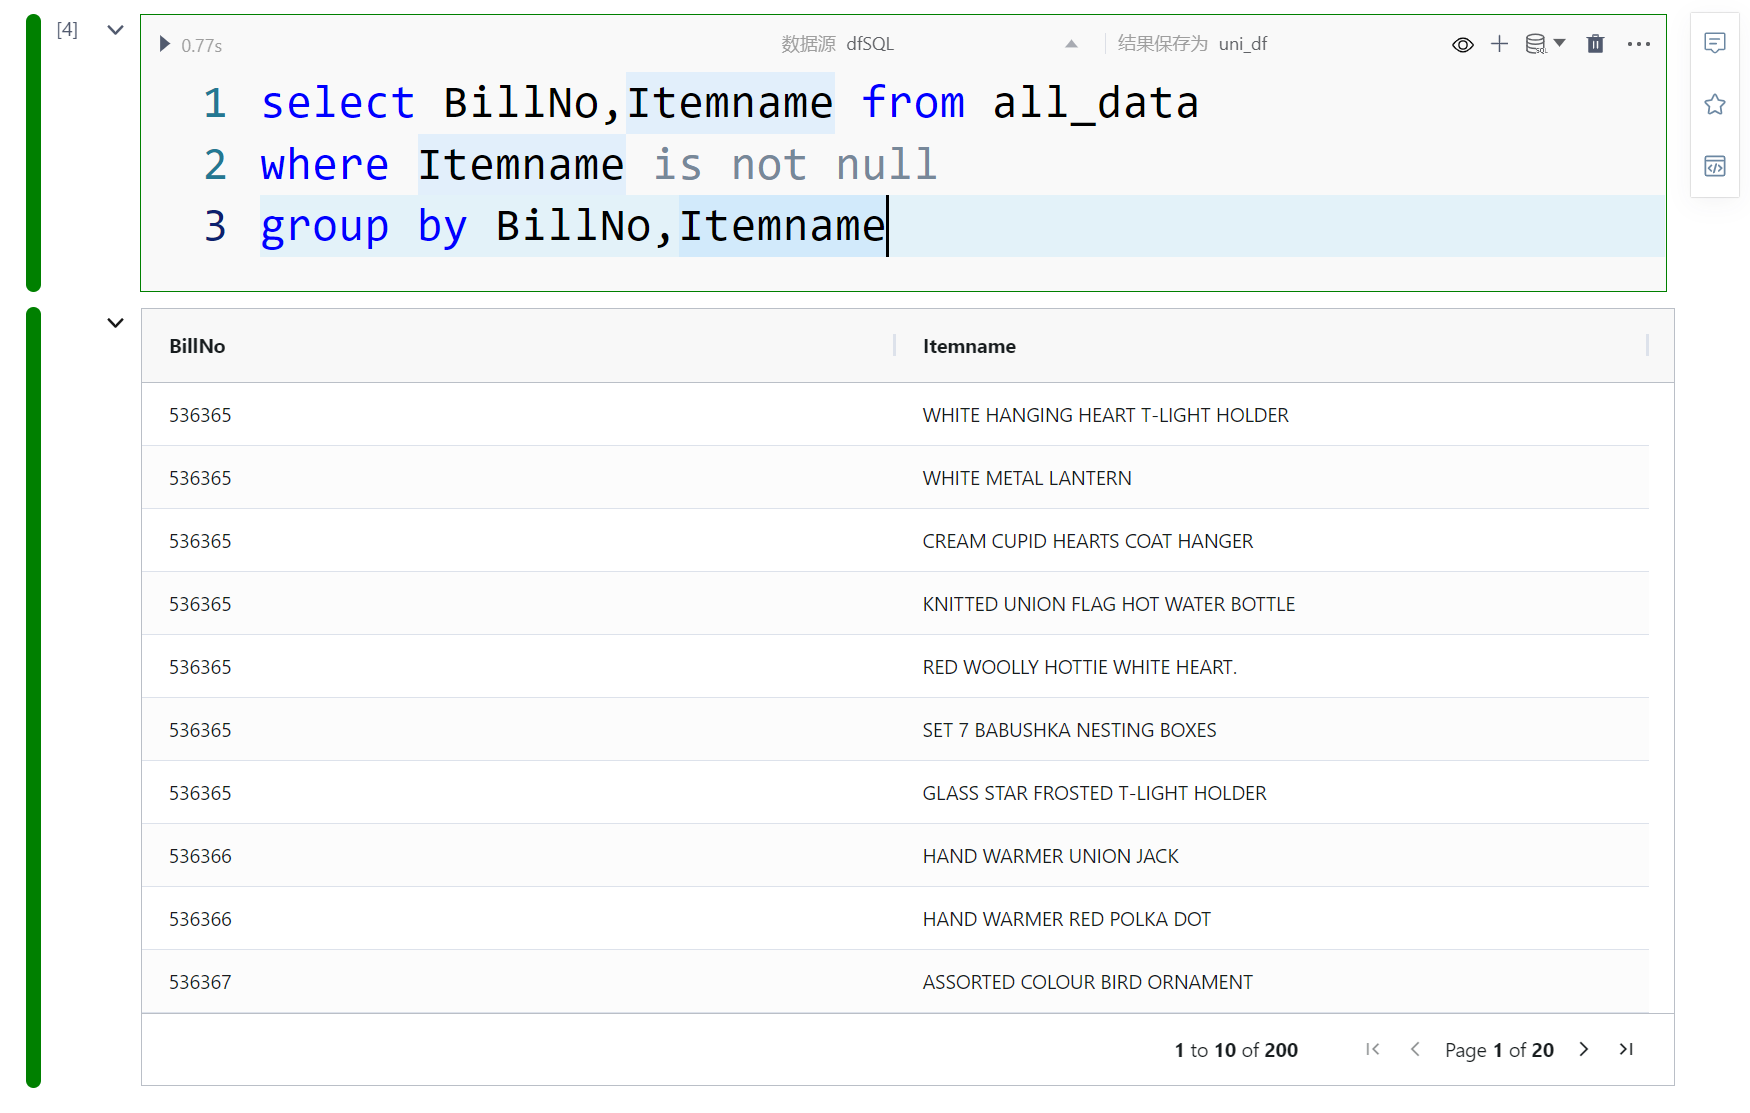 [4]
0.77s 数据源 dfSQL 结果保存为 uni_df
1 select BillNo,Itemname from all_data
2 where Itemname is not null
3 group by BillNo,Itemname
BillNo Itemname
536365 WHITE HANGING HEART T-LIGHT HOLDER
536365 WHITE METAL LANTERN
536365 CREAM CUPID HEARTS COAT HANGER
536365 KNITTED UNION FLAG HOT WATER BOTTLE
536365 RED WOOLLY HOTTIE WHITE HEART.
536365 SET 7 BABUSHKA NESTING BOXES
536365 GLASS STAR FROSTED T-LIGHT HOLDER
536366 HAND WARMER UNION JACK
536366 HAND WARMER RED POLKA DOT
536367 ASSORTED COLOUR BIRD ORNAMENT
1 to 10 of 200 Page 1 of 20